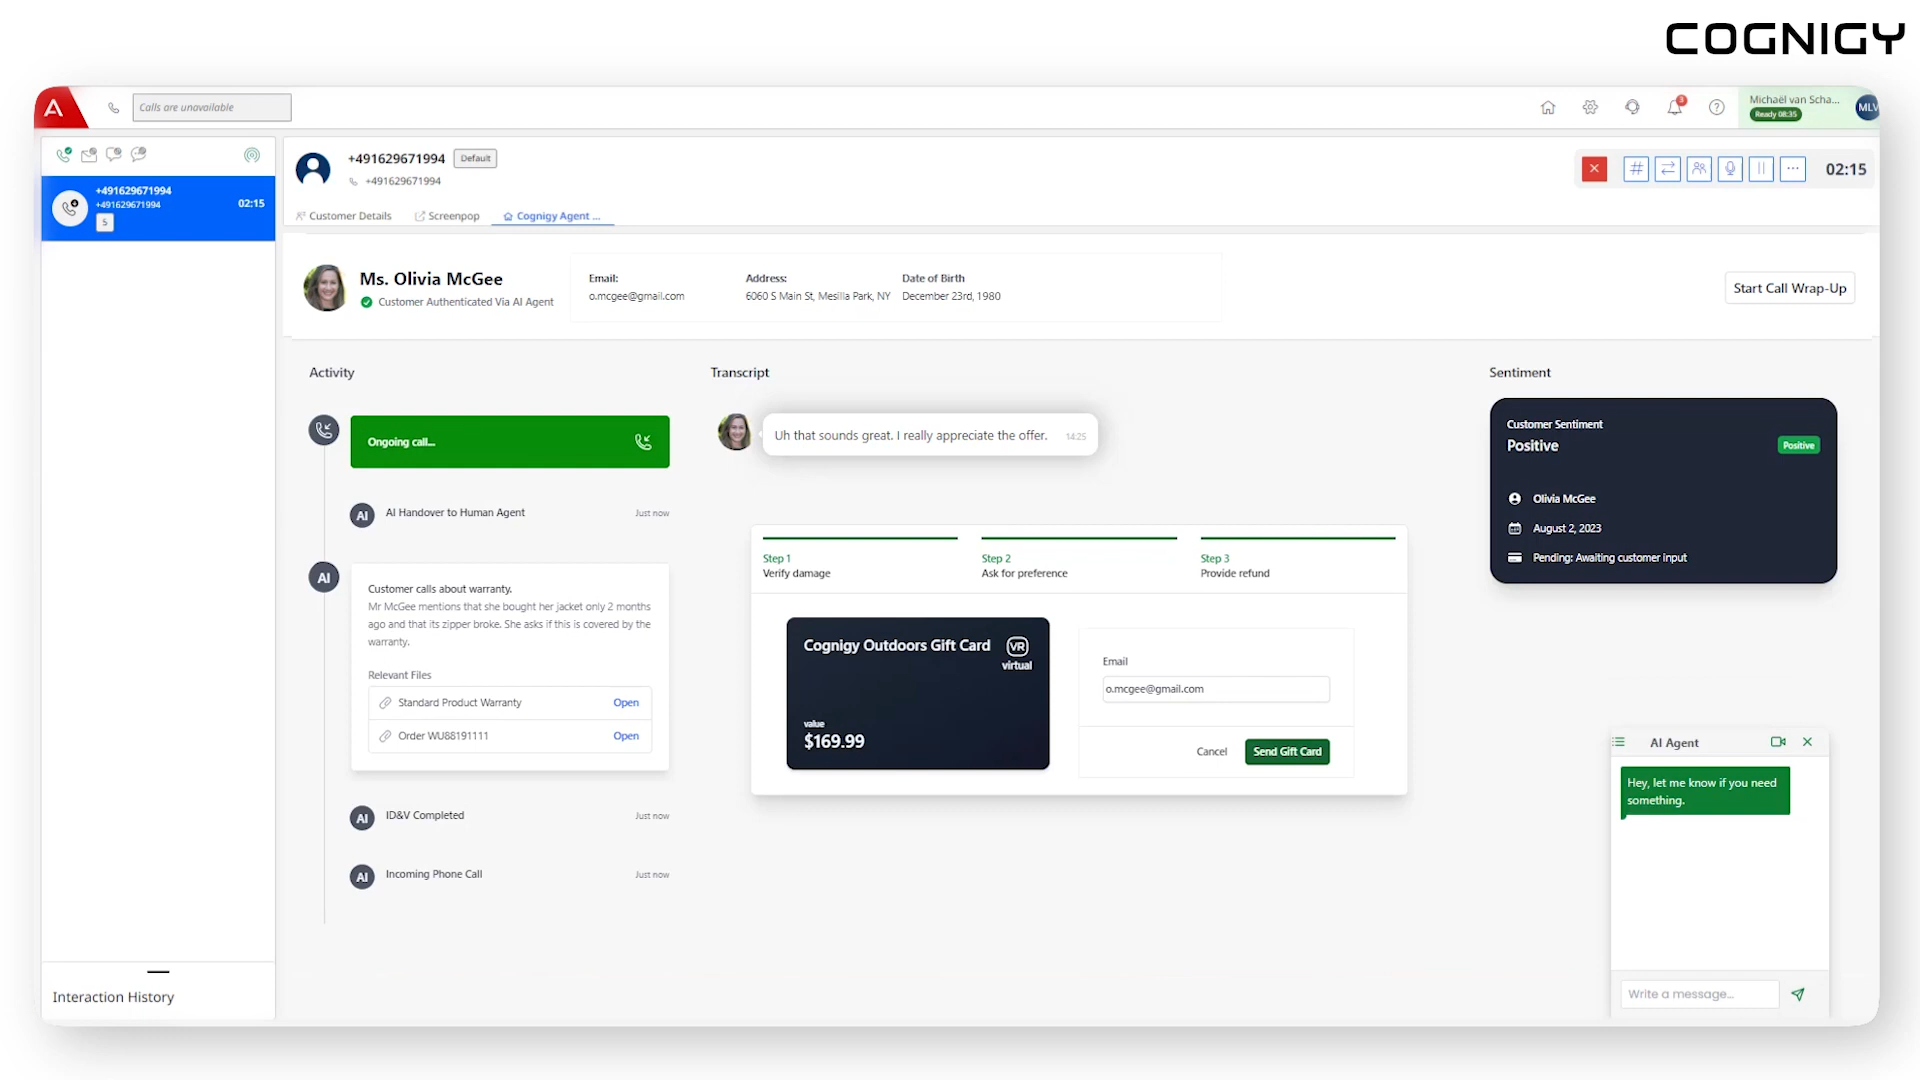 COGNIGY
A
Calls are unavailable
3
Michaël van Scha...
Ready 08:35
MLV
+491629671994
+491629671994
5
02:15
+491629671994
Default
+491629671994
02:15
Customer Details
Screenpop
Cognigy Agent ...
Ms. Olivia McGee
Customer Authenticated Via AI Agent
Email:
o.mcgee@gmail.com
Address:
6060 S Main St, Mesilla Park, NY
Date of Birth
December 23rd, 1980
Start Call Wrap-Up
Activity
Ongoing call...
AI
AI Handover to Human Agent
Just now
AI
Customer calls about warranty.
Mr McGee mentions that she bought her jacket only 2 months
ago and that its zipper broke. She asks if this is covered by the
warranty.
Relevant Files
Standard Product Warranty
Open
Order WU88191111
Open
AI
ID&V Completed
Just now
AI
Incoming Phone Call
Just now
Transcript
Uh that sounds great. I really appreciate the offer.
14:25
Step 1
Verify damage
Step 2
Ask for preference
Step 3
Provide refund
Cognigy Outdoors Gift Card
VR
virtual
value
$169.99
Email
o.mcgee@gmail.com
Cancel
Send Gift Card
Sentiment
Customer Sentiment
Positive
Positive
Olivia McGee
August 2, 2023
Pending: Awaiting customer input
AI Agent
Hey, let me know if you need
something.
Write a message...
Interaction History